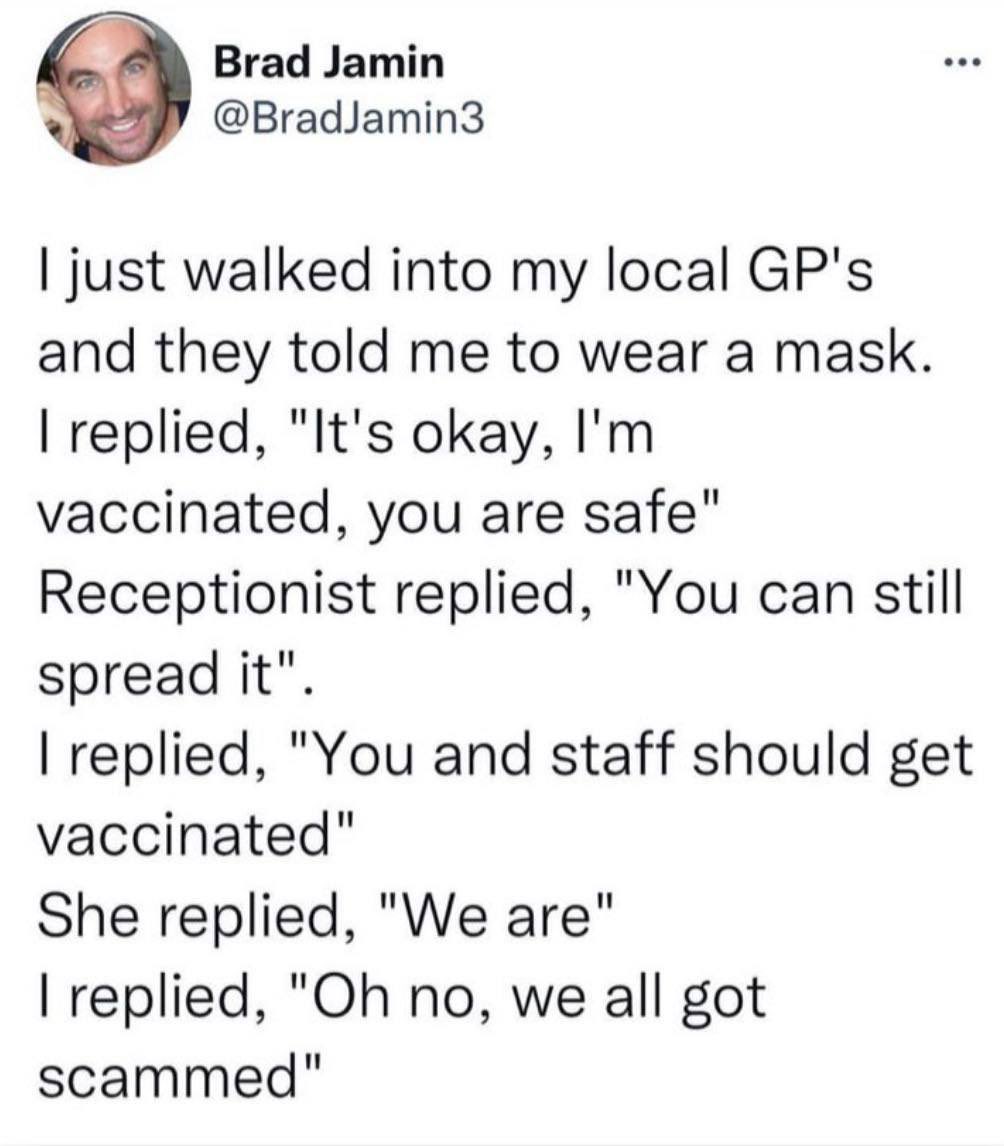 Brad Jamin
@BradJamin3
I just walked into my local GP's
and they told me to wear a mask.
I replied, "It's okay, I'm
vaccinated, you are safe"
Receptionist replied, "You can still
spread it".
I replied, "You and staff should get
vaccinated"
She replied, "We are"
I replied, "Oh no, we all got
scammed"